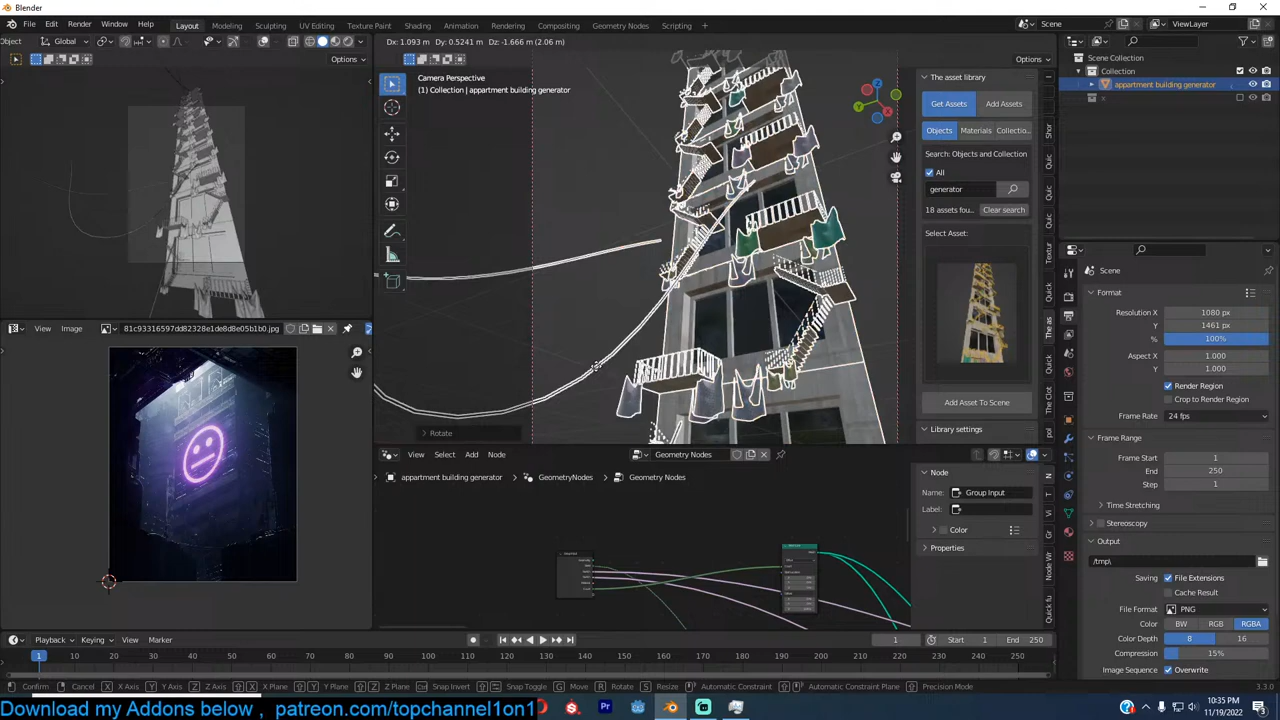 Blender
File Edit Render Window Help
Layout Modeling Sculpting UV Editing Texture Paint Shading Animation Rendering Compositing Geometry Nodes Scripting
Scene
ViewLayer
Object
Global
Dx: 1.093 m Dy: 0.5241 m Dz: -1.666 m (2.06 m)
Options
Options
Camera Perspective
(1) Collection | appartment building generator
Rotate
The asset library
Get Assets
Add Assets
Objects
Materials
Collectio...
Search: Objects and Collection
All
generator
18 assets fou...
Clear search
Select Asset:
Add Asset To Scene
Library settings
Scene Collection
Collection
appartment building generator
Scene
Format
Resolution X 1080 px
Y 1461 px
% 100%
Aspect X 1.000
Y 1.000
Render Region
Crop to Render Region
Frame Rate 24 fps
Frame Range
Frame Start 1
End 250
Step 1
Time Stretching
Stereoscopy
Output
/tmp\
Saving File Extensions
Cache Result
File Format PNG
Color BW RGB RGBA
Color Depth 8 16
Compression 15%
Image Sequence Overwrite
View Image 81c93316597dd82328e1de8d8e05b1b0.jpg
View Select Add Node
Geometry Nodes
appartment building generator GeometryNodes Geometry Nodes
Node
Name: Group Input
Label:
Color
Properties
Playback Keying View Marker
1
Start 1
End 250
1 10 20 30 40 50 60 70 80 90 100 110 120 130 140 150 160 170 180 190 200 210 220 230 240 250
Confirm Cancel X X Axis Y Y Axis Z Z Axis X X Plane Y Y Plane Z Z Plane Snap Invert Snap Toggle G Move R Rotate S Resize Automatic Constraint Automatic Constraint Plane Precision Mode
3.3.0
Download my Addons below , patreon.com/topchannel1on1
10:35 PM
11/19/2022